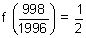 f (998/1996) = 1/2